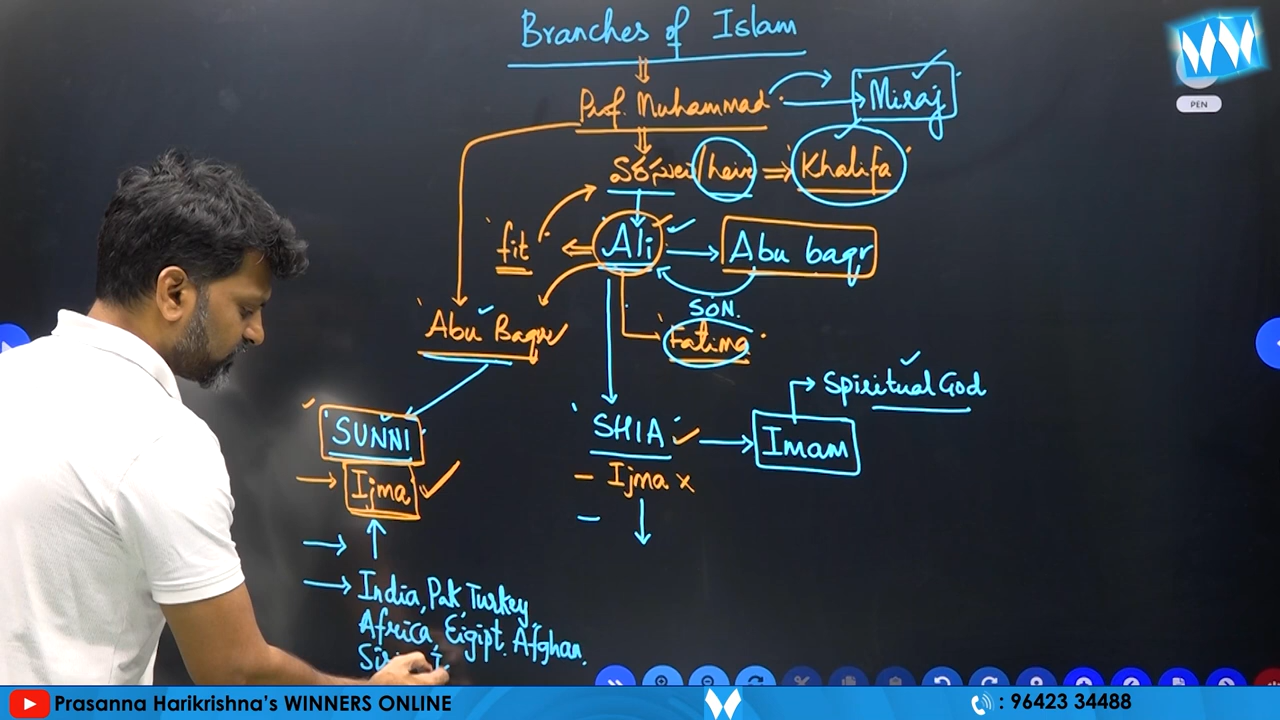 Branches of Islam
Prof. Muhammad
Miraj
వారసుడు/heir ⇒ Khalifa
fit
Ali
Abu baqr
SON.
Abu Baqr
Fatima
Spiritual God
SUNNI
SHIA
Imam
Ijma
- Ijma x
India, Pak, Turkey
Africa, Eigipt. Afghan.
PEN
Prasanna Harikrishna's WINNERS ONLINE
: 96423 34488